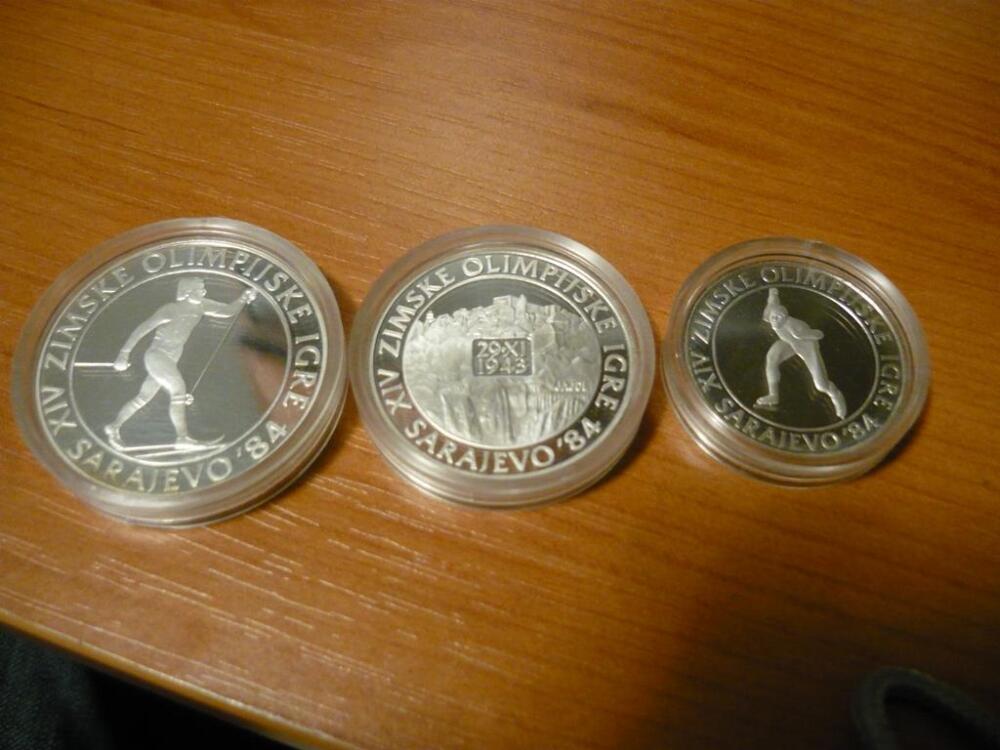 XIV ZIMSKE OLIMPIJSKE IGRE
SARAJEVO '84
XIV ZIMSKE OLIMPIJSKE IGRE
29·XI
1943
JAJCE
SARAJEVO '84
XIV ZIMSKE OLIMPIJSKE IGRE
SARAJEVO '84